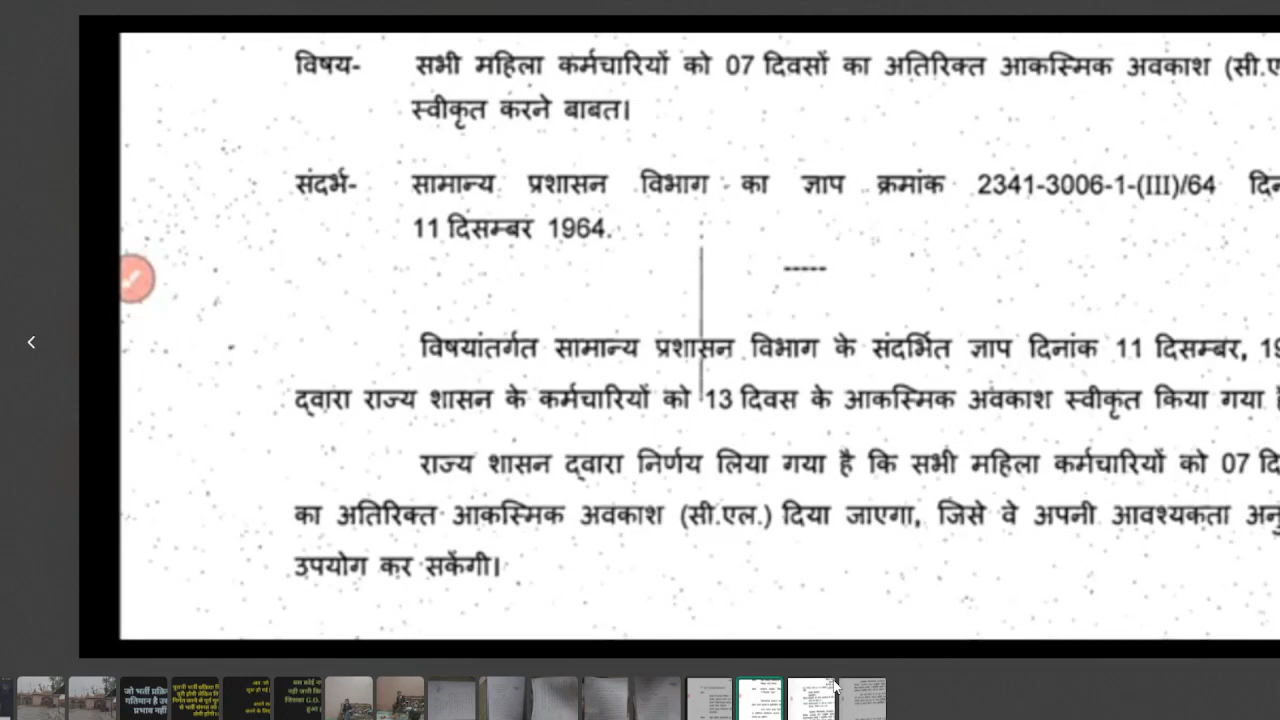 विषय- सभी महिला कर्मचारियों को 07 दिवसों का अतिरिक्त आकस्मिक अवकाश (सी.ए
स्वीकृत करने बाबत।
संदर्भ- सामान्य प्रशासन विभाग का ज्ञाप क्रमांक 2341-3006-1-(III)/64
11 दिसम्बर 1964.
-----
विषयांतर्गत सामान्य प्रशासन विभाग के संदर्भित ज्ञाप दिनांक 11 दिसम्बर, 19
द्वारा राज्य शासन के कर्मचारियों को 13 दिवस के आकस्मिक अवकाश स्वीकृत किया गया
राज्य शासन द्वारा निर्णय लिया गया है कि सभी महिला कर्मचारियों को 07
का अतिरिक्त आकस्मिक अवकाश (सी.एल.) दिया जाएगा, जिसे वे अपनी आवश्यकता
उपयोग कर सकेंगी।